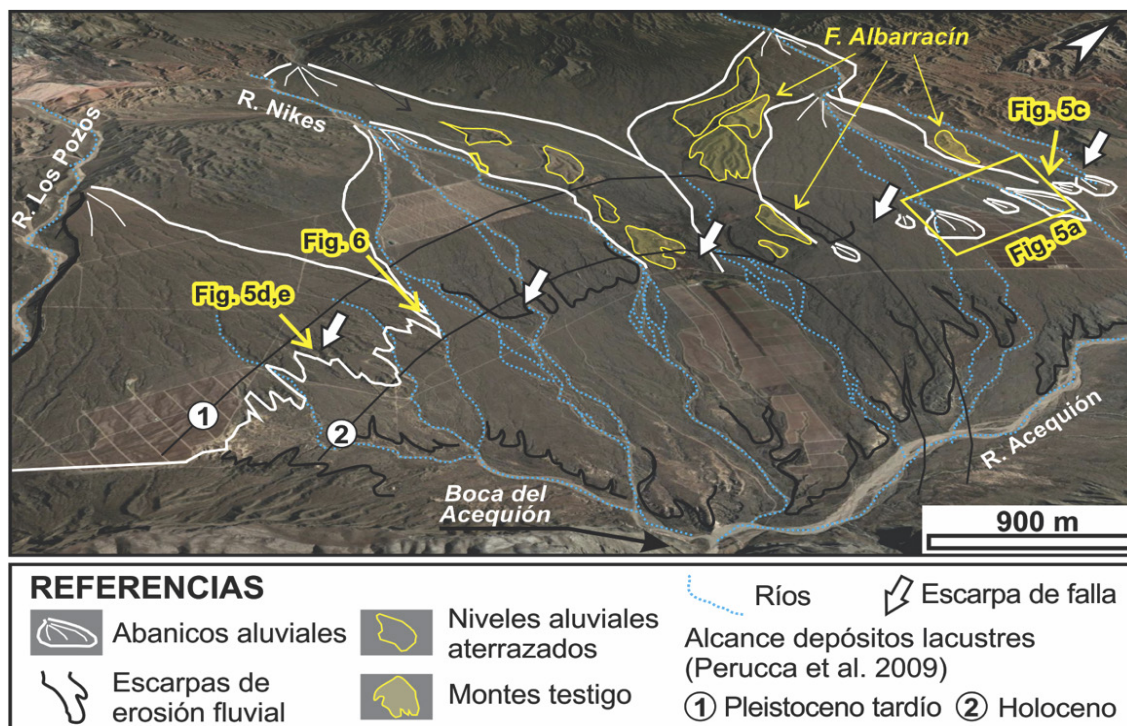 F. Albarracín
R. Nikes
Fig. 5c
R. Los Pozos
Fig. 6
Fig. 5a
Fig. 5d,e
1
2
R. Acequión
Boca del
Acequión
900 m
REFERENCIAS
Abanicos aluviales
Escarpas de
erosión fluvial
Niveles aluviales
aterrazados
Montes testigo
Ríos
Escarpa de falla
Alcance depósitos lacustres
(Perucca et al. 2009)
1 Pleistoceno tardío 2 Holoceno